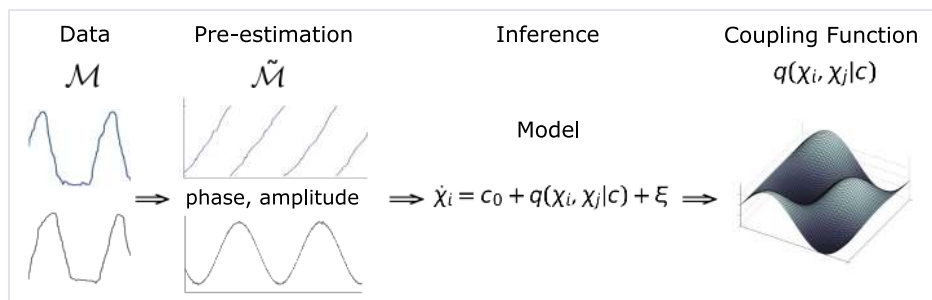 Data
ℳ
Pre-estimation
ℳ̃
phase, amplitude
Inference
Model
χ̇ᵢ = c₀ + q(χᵢ, χⱼ|c) + ξ
Coupling Function
q(χᵢ, χⱼ|c)